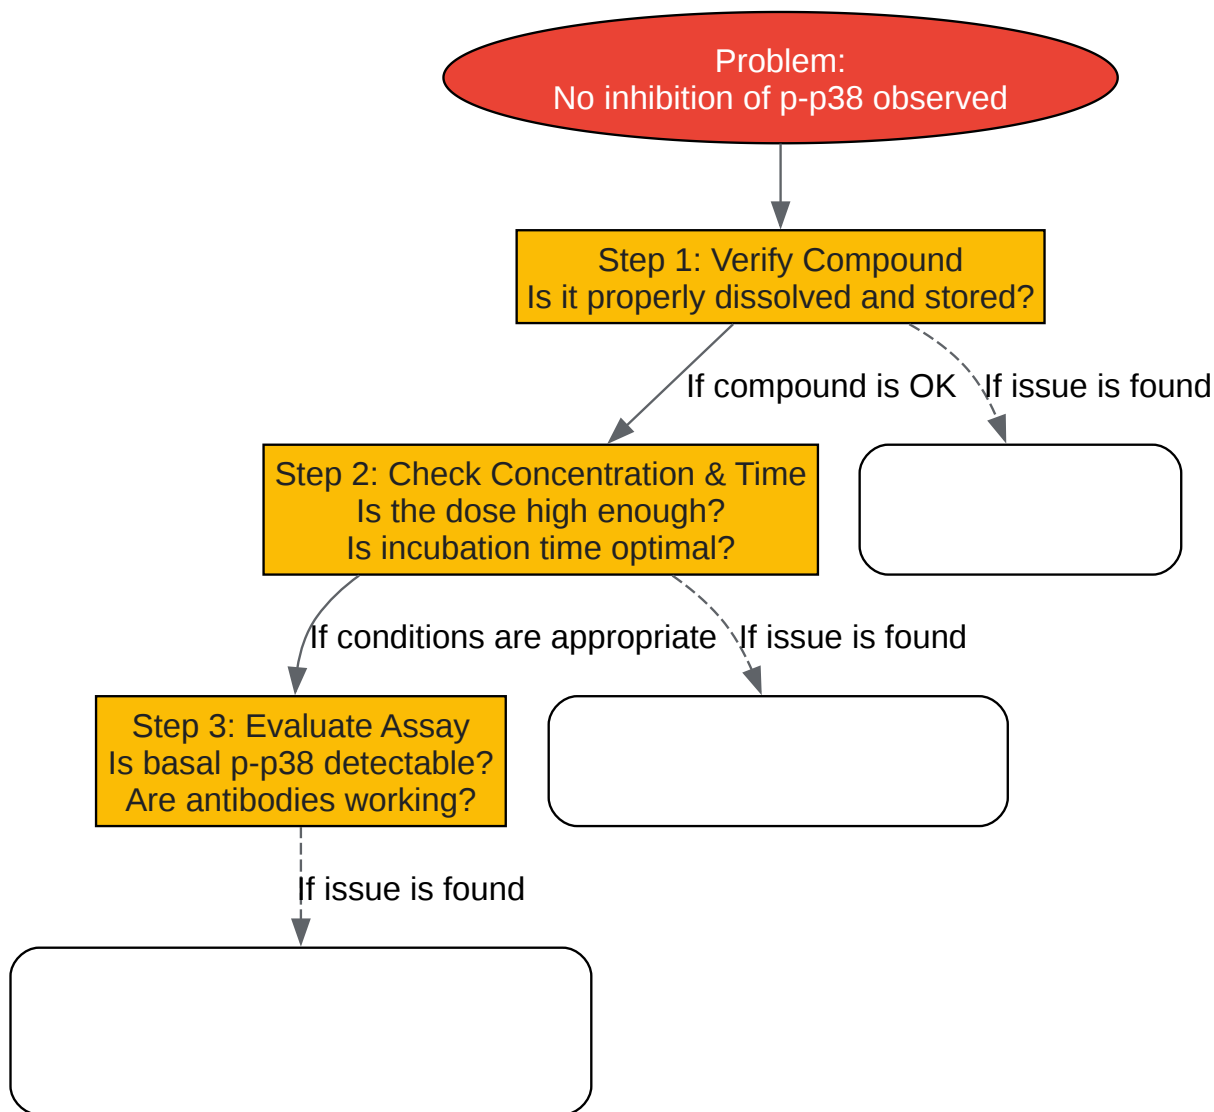 Problem:
No inhibition of p-p38 observed
Step 1: Verify Compound
Is it properly dissolved and stored?
If compound is OK
If issue is found
Step 2: Check Concentration & Time
Is the dose high enough?
Is incubation time optimal?
If conditions are appropriate
If issue is found
Step 3: Evaluate Assay
Is basal p-p38 detectable?
Are antibodies working?
If issue is found